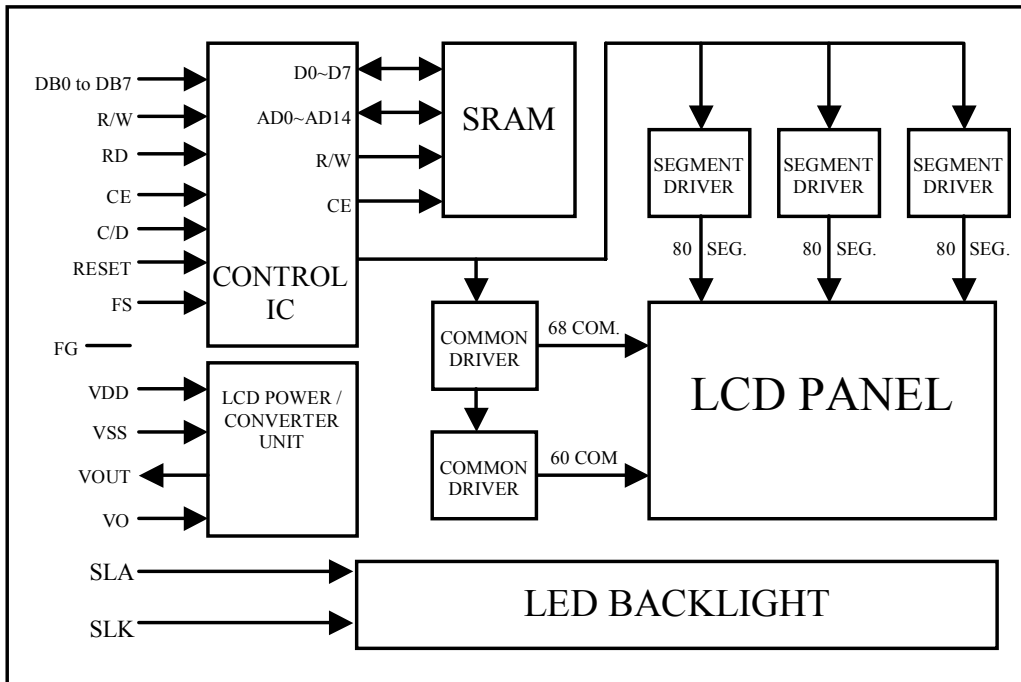 DB0 to DB7
R/W
RD
CE
C/D
RESET
FS
FG
VDD
VSS
VOUT
VO
SLA
SLK
D0~D7
AD0~AD14
R/W
CE
CONTROL
IC
SRAM
LCD POWER /
CONVERTER
UNIT
SEGMENT
DRIVER
SEGMENT
DRIVER
SEGMENT
DRIVER
80 SEG.
80 SEG.
80 SEG.
COMMON
DRIVER
68 COM.
COMMON
DRIVER
60 COM
LCD PANEL
LED BACKLIGHT